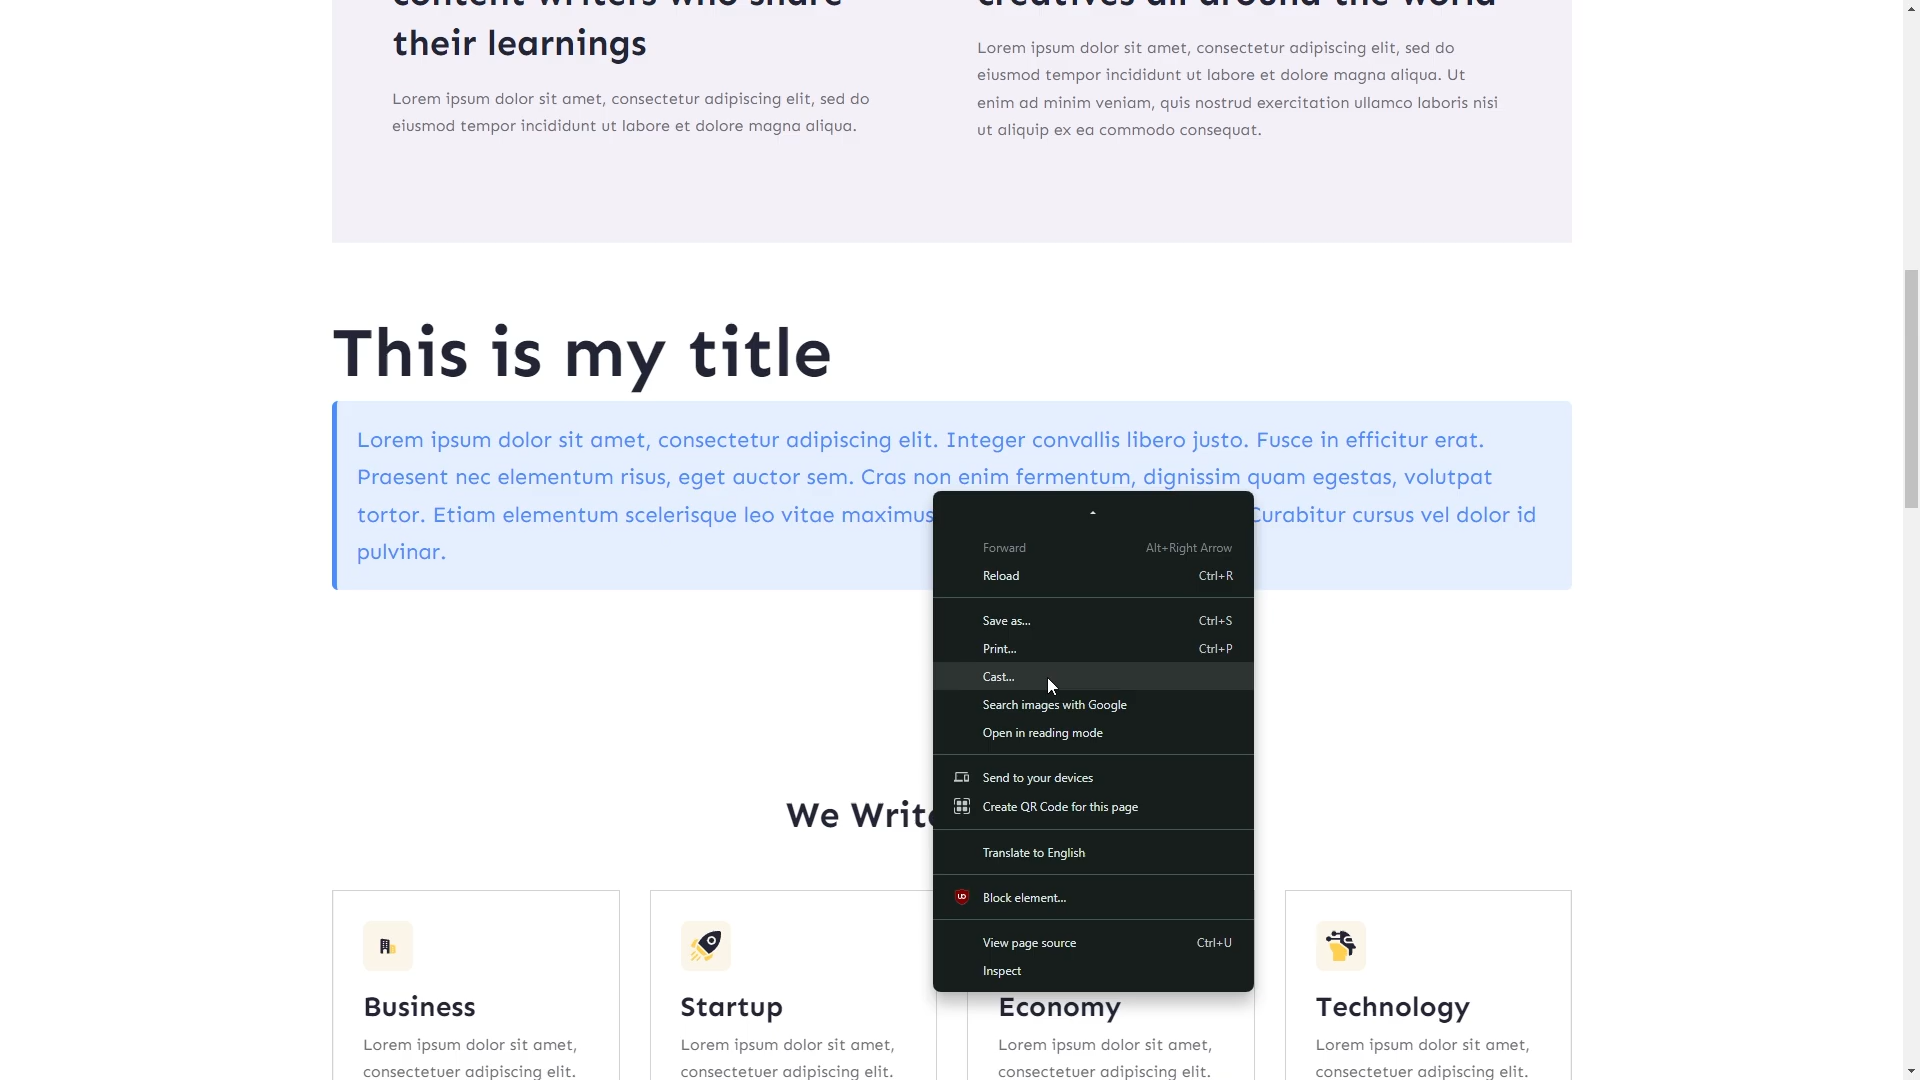 their learnings
Lorem ipsum dolor sit amet, consectetur adipiscing elit, sed do
eiusmod tempor incididunt ut labore et dolore magna aliqua.
creatives all around the world
Lorem ipsum dolor sit amet, consectetur adipiscing elit, sed do
eiusmod tempor incididunt ut labore et dolore magna aliqua. Ut
enim ad minim veniam, quis nostrud exercitation ullamco laboris nisi
ut aliquip ex ea commodo consequat.
This is my title
Lorem ipsum dolor sit amet, consectetur adipiscing elit. Integer convallis libero justo. Fusce in efficitur erat.
Praesent nec elementum risus, eget auctor sem. Cras non enim fermentum, dignissim quam egestas, volutpat
tortor. Etiam elementum scelerisque leo vitae maximus Curabitur cursus vel dolor id
pulvinar.
Forward Alt+Right Arrow
Reload Ctrl+R
Save as... Ctrl+S
Print... Ctrl+P
Cast...
Search images with Google
Open in reading mode
Send to your devices
Create QR Code for this page
Translate to English
Block element...
View page source Ctrl+U
Inspect
We Write
Business
Lorem ipsum dolor sit amet,
consectetuer adipiscing elit.
Startup
Lorem ipsum dolor sit amet,
consectetuer adipiscing elit.
Economy
Lorem ipsum dolor sit amet,
consectetuer adipiscing elit.
Technology
Lorem ipsum dolor sit amet,
consectetuer adipiscing elit.